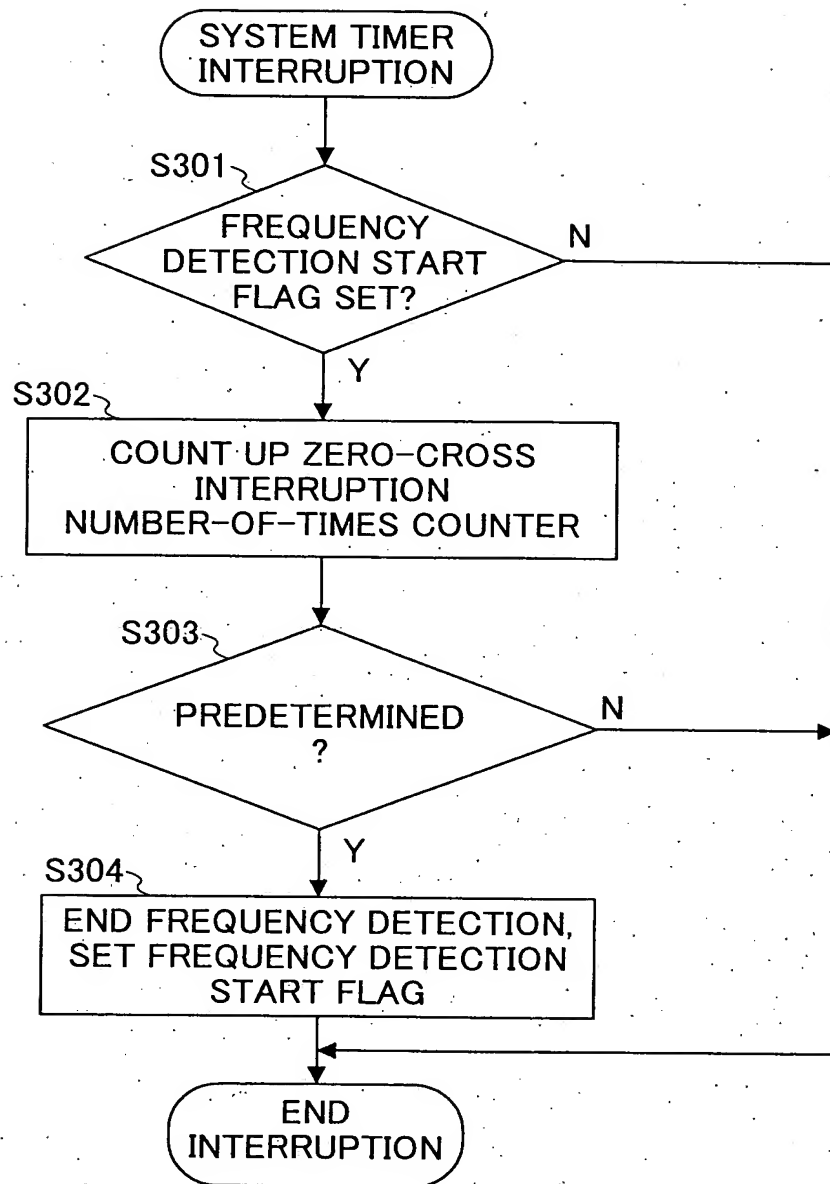 SYSTEM TIMER
INTERRUPTION
S301
FREQUENCY
DETECTION START
FLAG SET?
N
Y
S302
COUNT UP ZERO-CROSS
INTERRUPTION
NUMBER-OF-TIMES COUNTER
S303
PREDETERMINED
?
N
Y
S304
END FREQUENCY DETECTION,
SET FREQUENCY DETECTION
START FLAG
END
INTERRUPTION